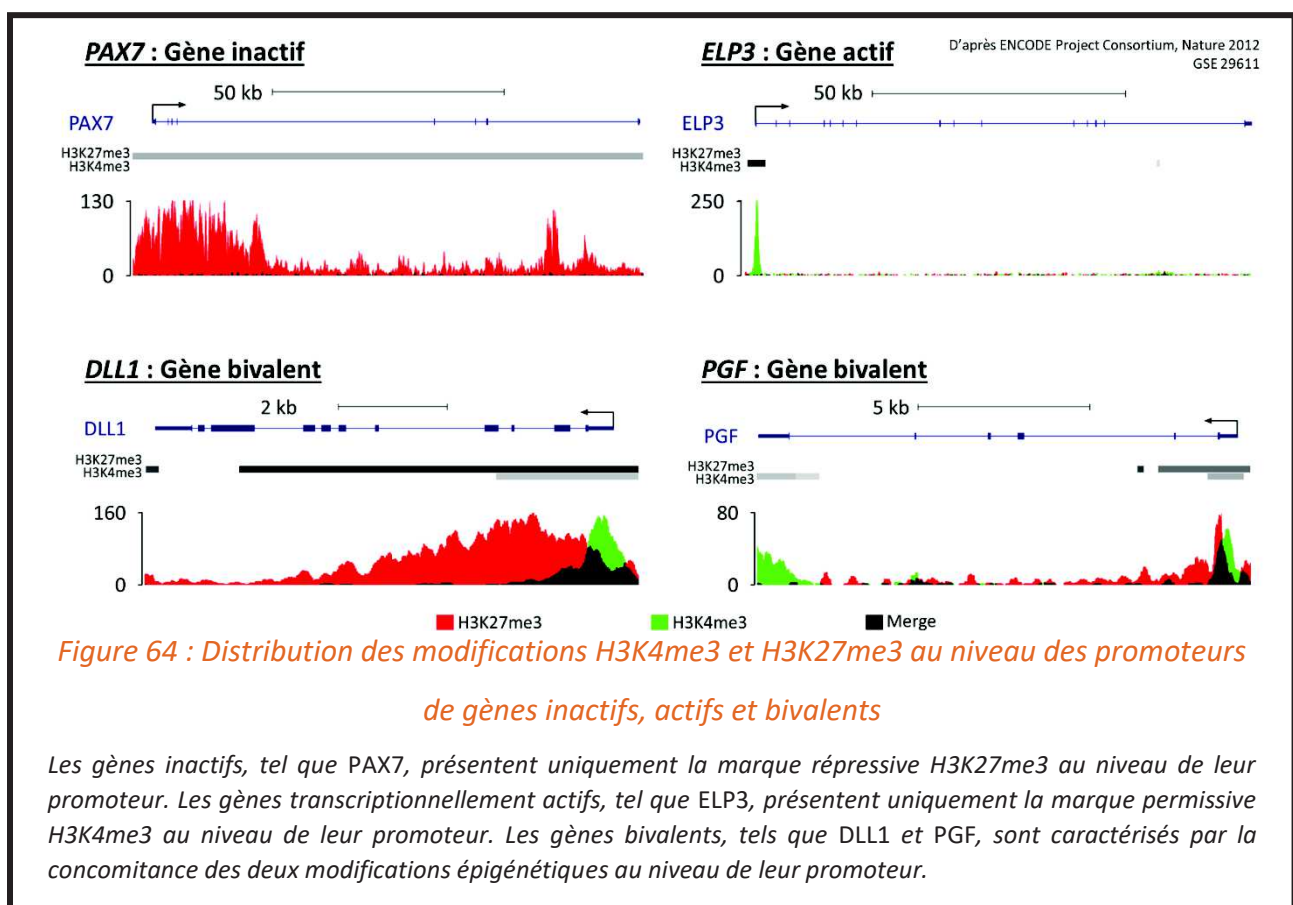 PAX7 : Gène inactif
50 kb
PAX7
H3K27me3
H3K4me3
130
0
ELP3 : Gène actif
D'après ENCODE Project Consortium, Nature 2012
GSE 29611
50 kb
ELP3
H3K27me3
H3K4me3
250
0
DLL1 : Gène bivalent
2 kb
DLL1
H3K27me3
H3K4me3
160
0
PGF : Gène bivalent
5 kb
PGF
H3K27me3
H3K4me3
80
0
H3K27me3
H3K4me3
Merge
Figure 64 : Distribution des modifications H3K4me3 et H3K27me3 au niveau des promoteurs
de gènes inactifs, actifs et bivalents
Les gènes inactifs, tel que PAX7, présentent uniquement la marque répressive H3K27me3 au niveau de leur
promoteur. Les gènes transcriptionnellement actifs, tel que ELP3, présentent uniquement la marque permissive
H3K4me3 au niveau de leur promoteur. Les gènes bivalents, tels que DLL1 et PGF, sont caractérisés par la
concomitance des deux modifications épigénétiques au niveau de leur promoteur.